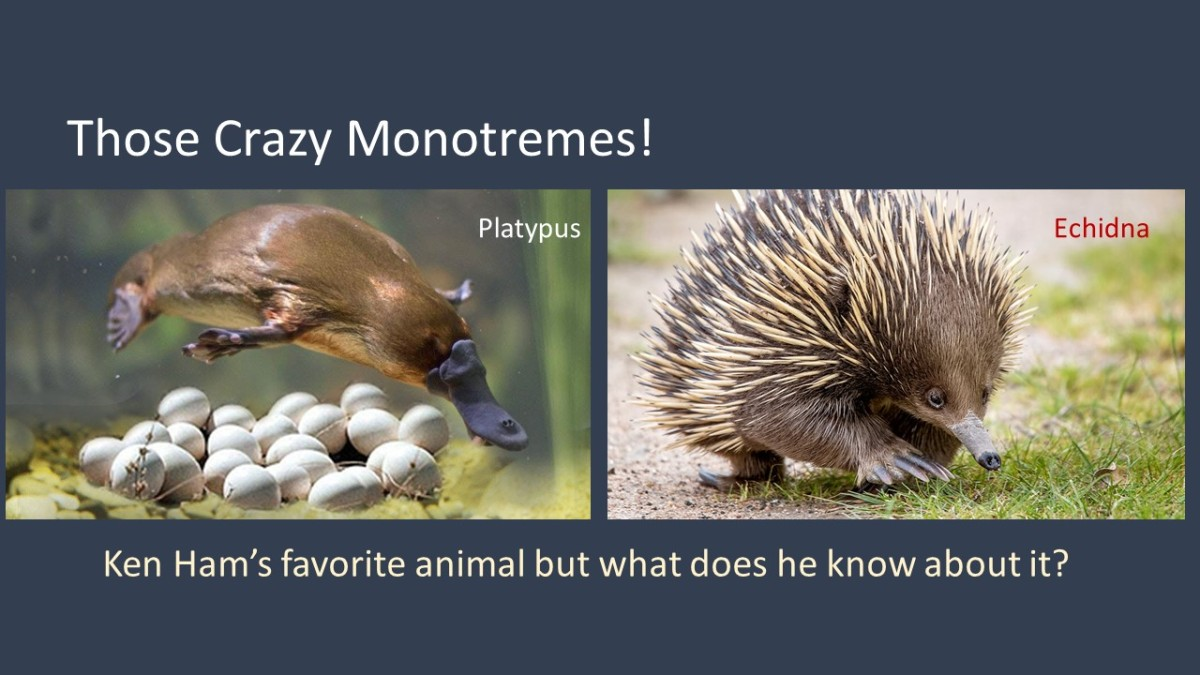 Those Crazy Monotremes!
Platypus
Echidna
Ken Ham’s favorite animal but what does he know about it?